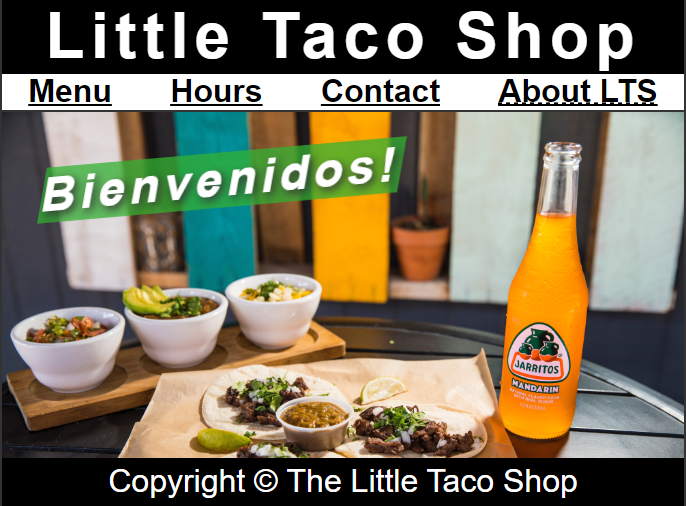 Little Taco Shop
Menu Hours Contact About LTS
Bienvenidos!
JARRITOS
MANDARIN
Copyright © The Little Taco Shop